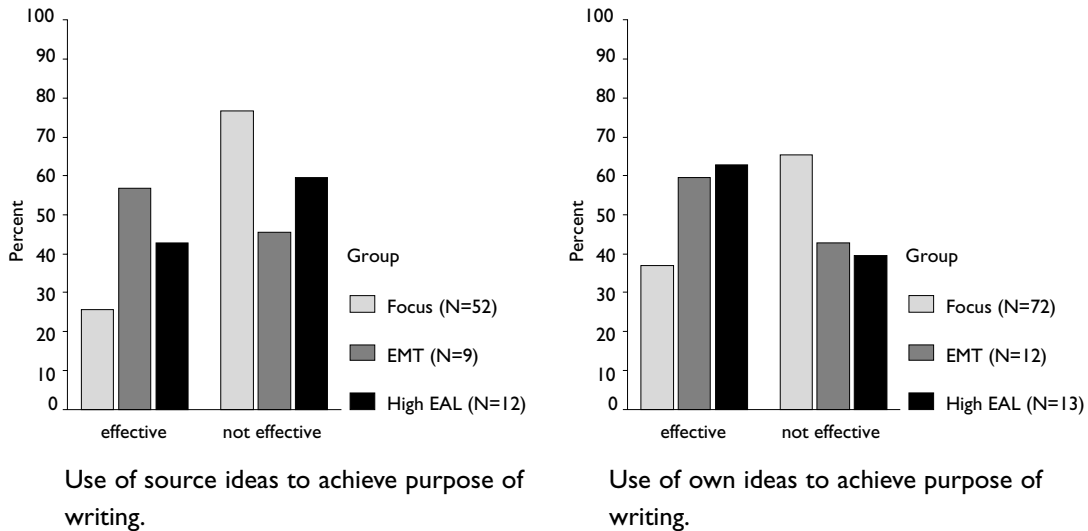 100
90
80
70
60
50
40
30
20
10
0
Percent
effective
not effective
Group
Focus (N=52)
EMT (N=9)
High EAL (N=12)
Use of source ideas to achieve purpose of
writing.
100
90
80
70
60
50
40
30
20
10
0
Percent
effective
not effective
Group
Focus (N=72)
EMT (N=12)
High EAL (N=13)
Use of own ideas to achieve purpose of
writing.